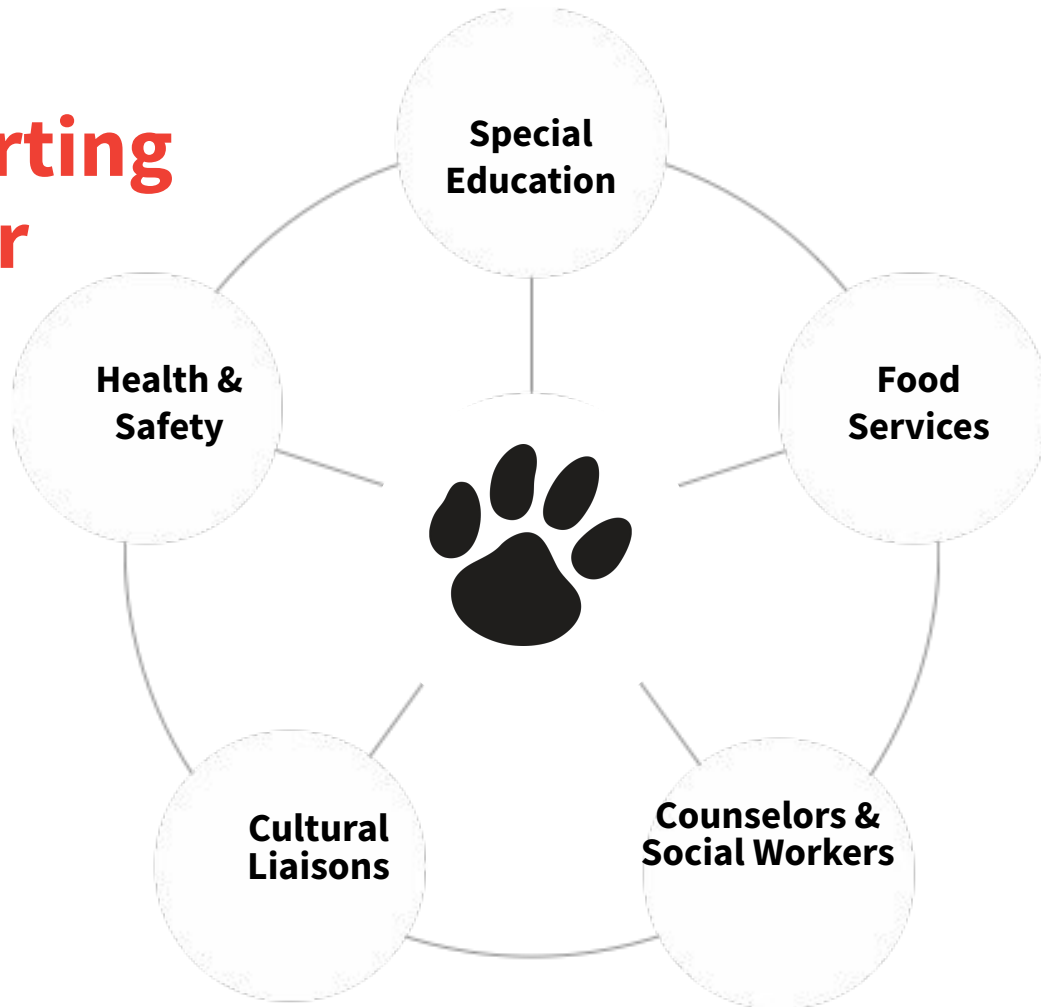 rting
r
Special
Education
Health &
Safety
Food
Services
Cultural
Liaisons
Counselors &
Social Workers